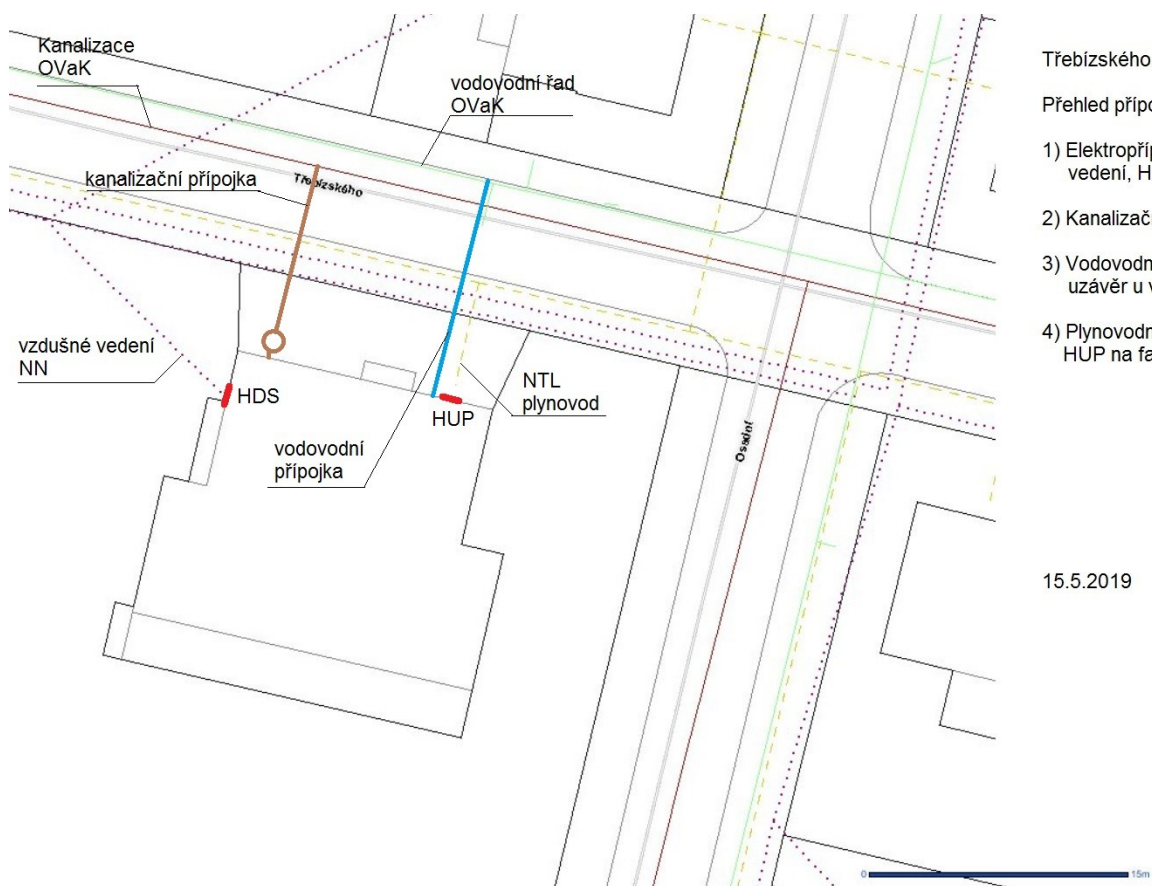 Kanalizace
OVaK
vodovodní řad
OVaK
kanalizační přípojka
Třebízského
vzdušné vedení
NN
HDS
HUP
NTL
plynovod
vodovodní
přípojka
Osadní
Třebízského
Přehled přípo
1) Elektropří
vedení, H
2) Kanalizač
3) Vodovodn
uzávěr u v
4) Plynovodn
HUP na fa
15.5.2019
0
15m